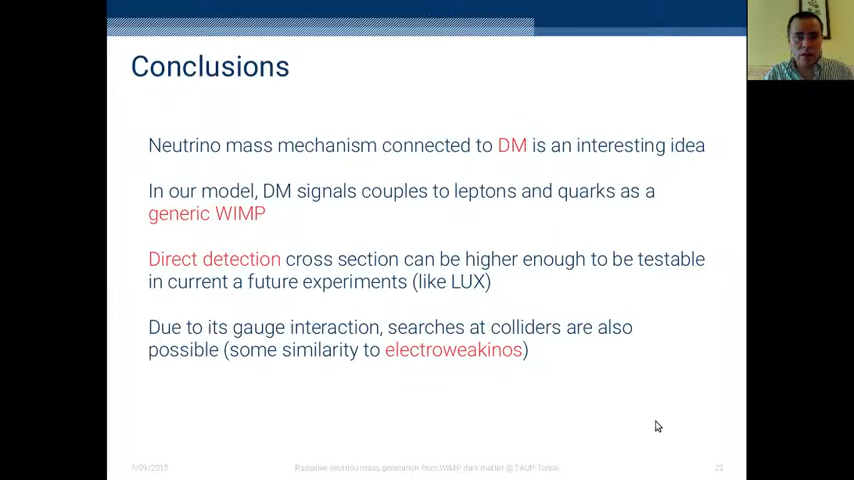 Conclusions
Neutrino mass mechanism connected to DM is an interesting idea
In our model, DM signals couples to leptons and quarks as a
generic WIMP
Direct detection cross section can be higher enough to be testable
in current a future experiments (like LUX)
Due to its gauge interaction, searches at colliders are also
possible (some similarity to electroweakinos)
7/09/2015
Radiative neutrino mass generation from WIMP dark matter @ TAUP-Torino
22